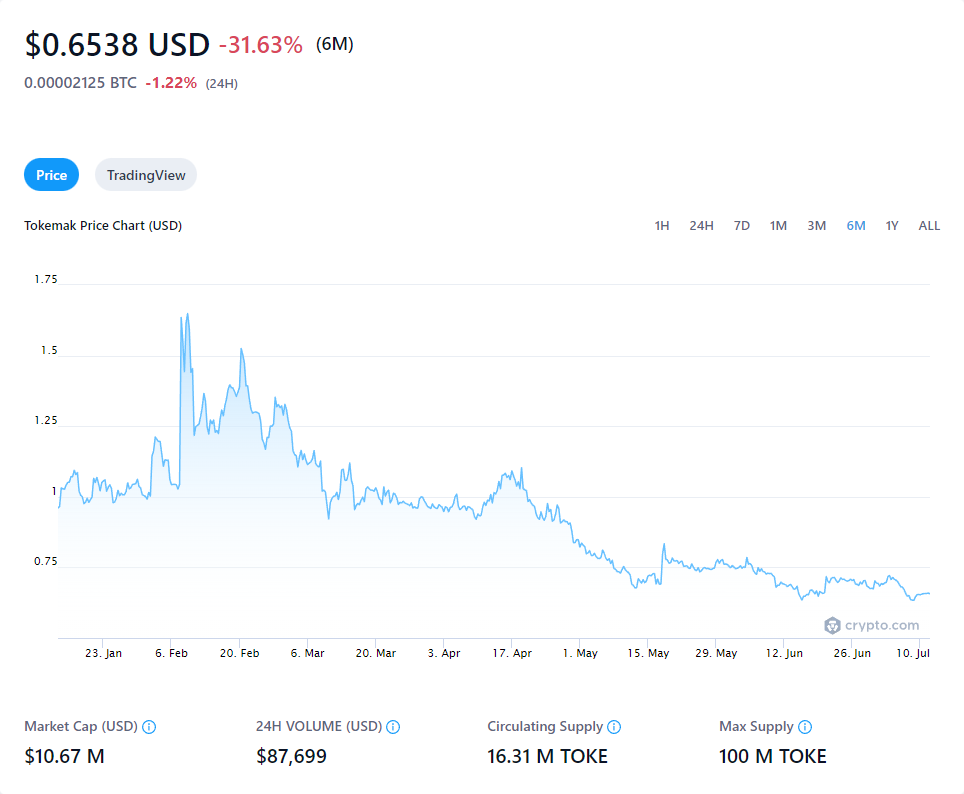 $0.6538 USD -31.63% (6M)
0.00002125 BTC -1.22% (24H)
Price TradingView
Tokemak Price Chart (USD) 1H 24H 7D 1M 3M 6M 1Y ALL
1.75
1.5
1.25
1
0.75
crypto.com
23. Jan 6. Feb 20. Feb 6. Mar 20. Mar 3. Apr 17. Apr 1. May 15. May 29. May 12. Jun 26. Jun 10. Jul
Market Cap (USD) 24H VOLUME (USD) Circulating Supply Max Supply
$10.67 M $87,699 16.31 M TOKE 100 M TOKE